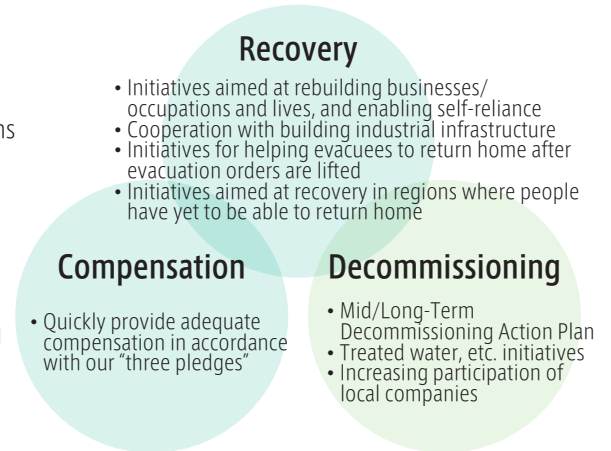 Recovery
• Initiatives aimed at rebuilding businesses/
occupations and lives, and enabling self-reliance
• Cooperation with building industrial infrastructure
• Initiatives for helping evacuees to return home after
evacuation orders are lifted
• Initiatives aimed at recovery in regions where people
have yet to be able to return home
Compensation
• Quickly provide adequate
compensation in accordance
with our “three pledges”
Decommissioning
• Mid/Long-Term
Decommissioning Action Plan
• Treated water, etc. initiatives
• Increasing participation of
local companies